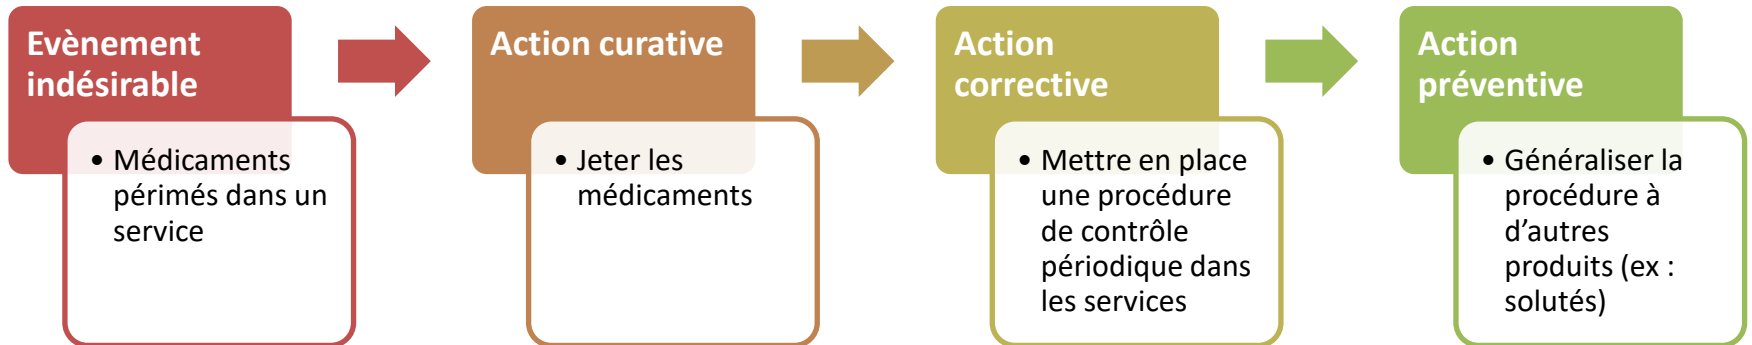 Evènement
indésirable
• Médicaments
périmés dans un
service
Action curative
• Jeter les
médicaments
Action
corrective
• Mettre en place
une procédure
de contrôle
périodique dans
les services
Action
préventive
• Généraliser la
procédure à
d’autres
produits (ex :
solutés)